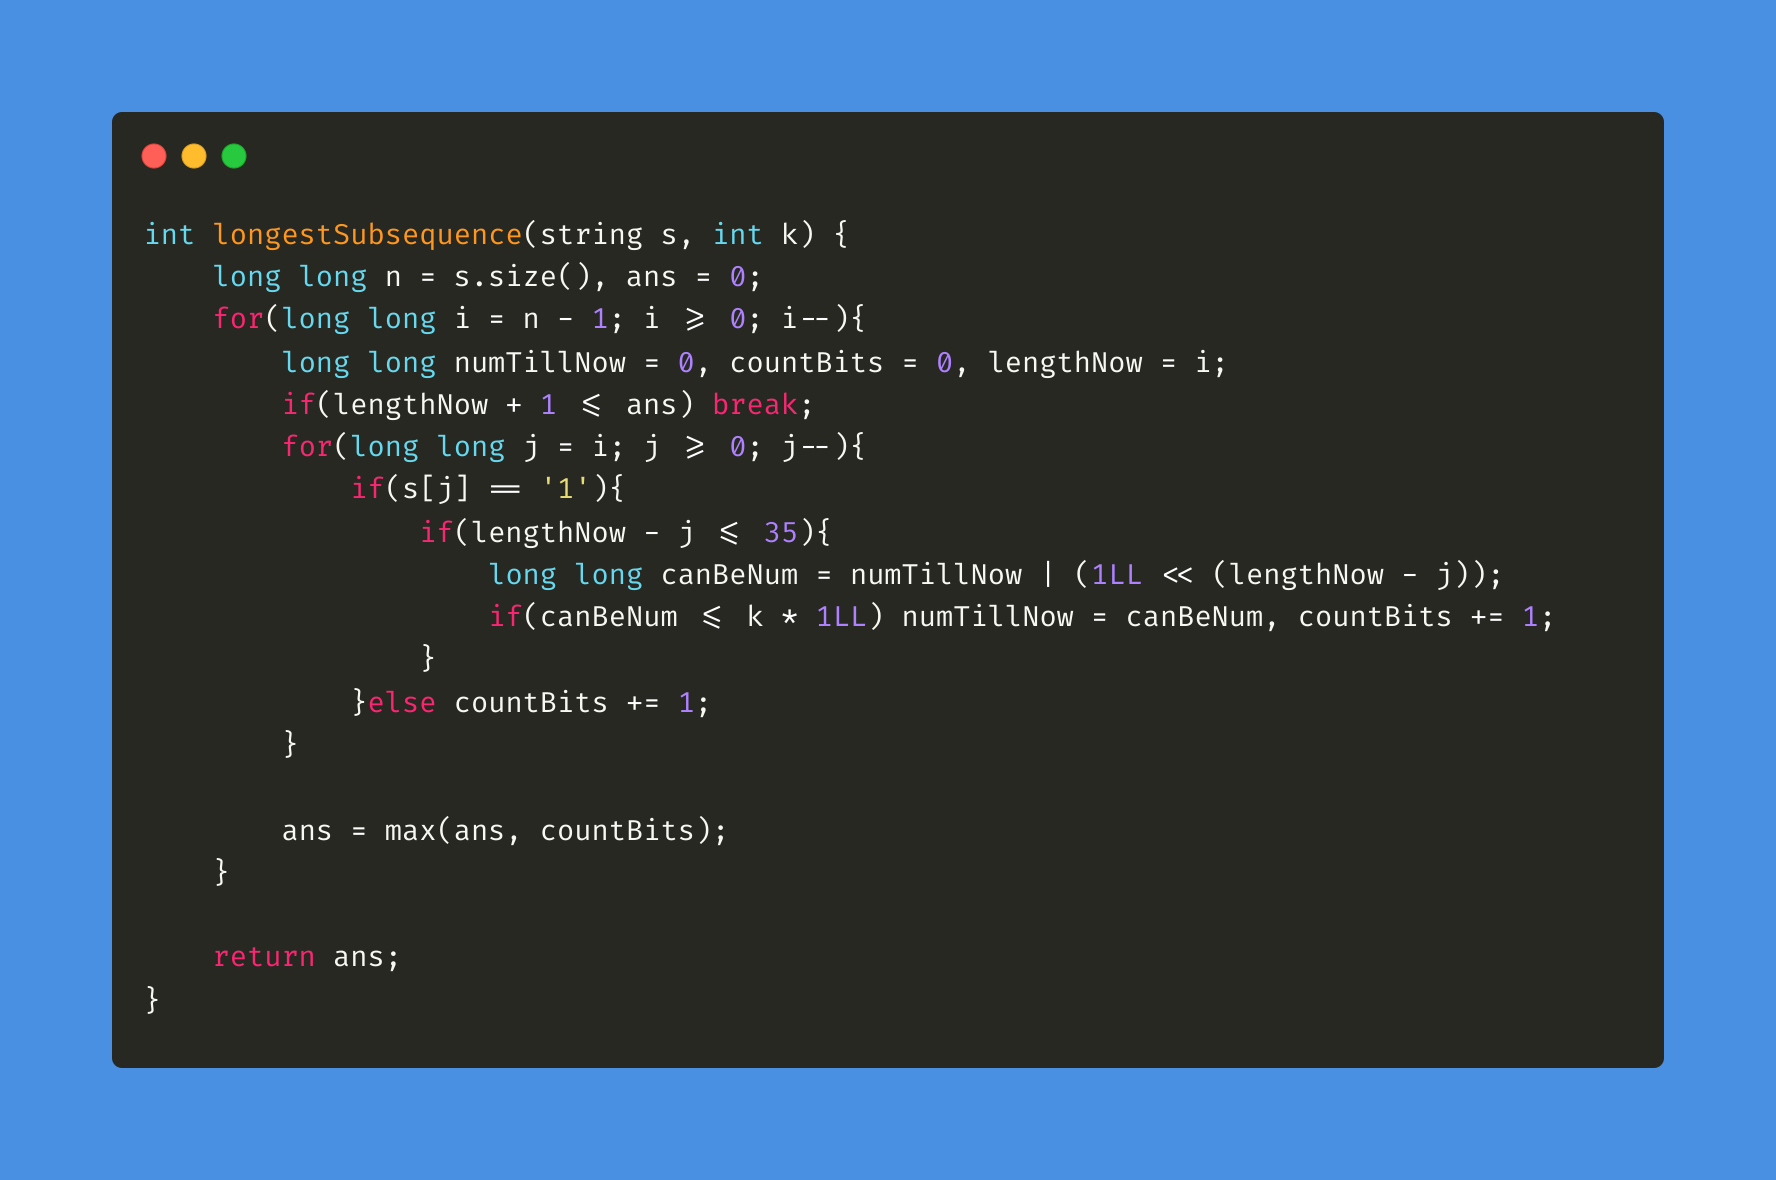 int longestSubsequence(string s, int k) {
    long long n = s.size(), ans = 0;
    for(long long i = n - 1; i >= 0; i--){
        long long numTillNow = 0, countBits = 0, lengthNow = i;
        if(lengthNow + 1 <= ans) break;
        for(long long j = i; j >= 0; j--){
            if(s[j] == '1'){
                if(lengthNow - j <= 35){
                    long long canBeNum = numTillNow | (1LL << (lengthNow - j));
                    if(canBeNum <= k * 1LL) numTillNow = canBeNum, countBits += 1;
                }
            }else countBits += 1;
        }

        ans = max(ans, countBits);
    }

    return ans;
}